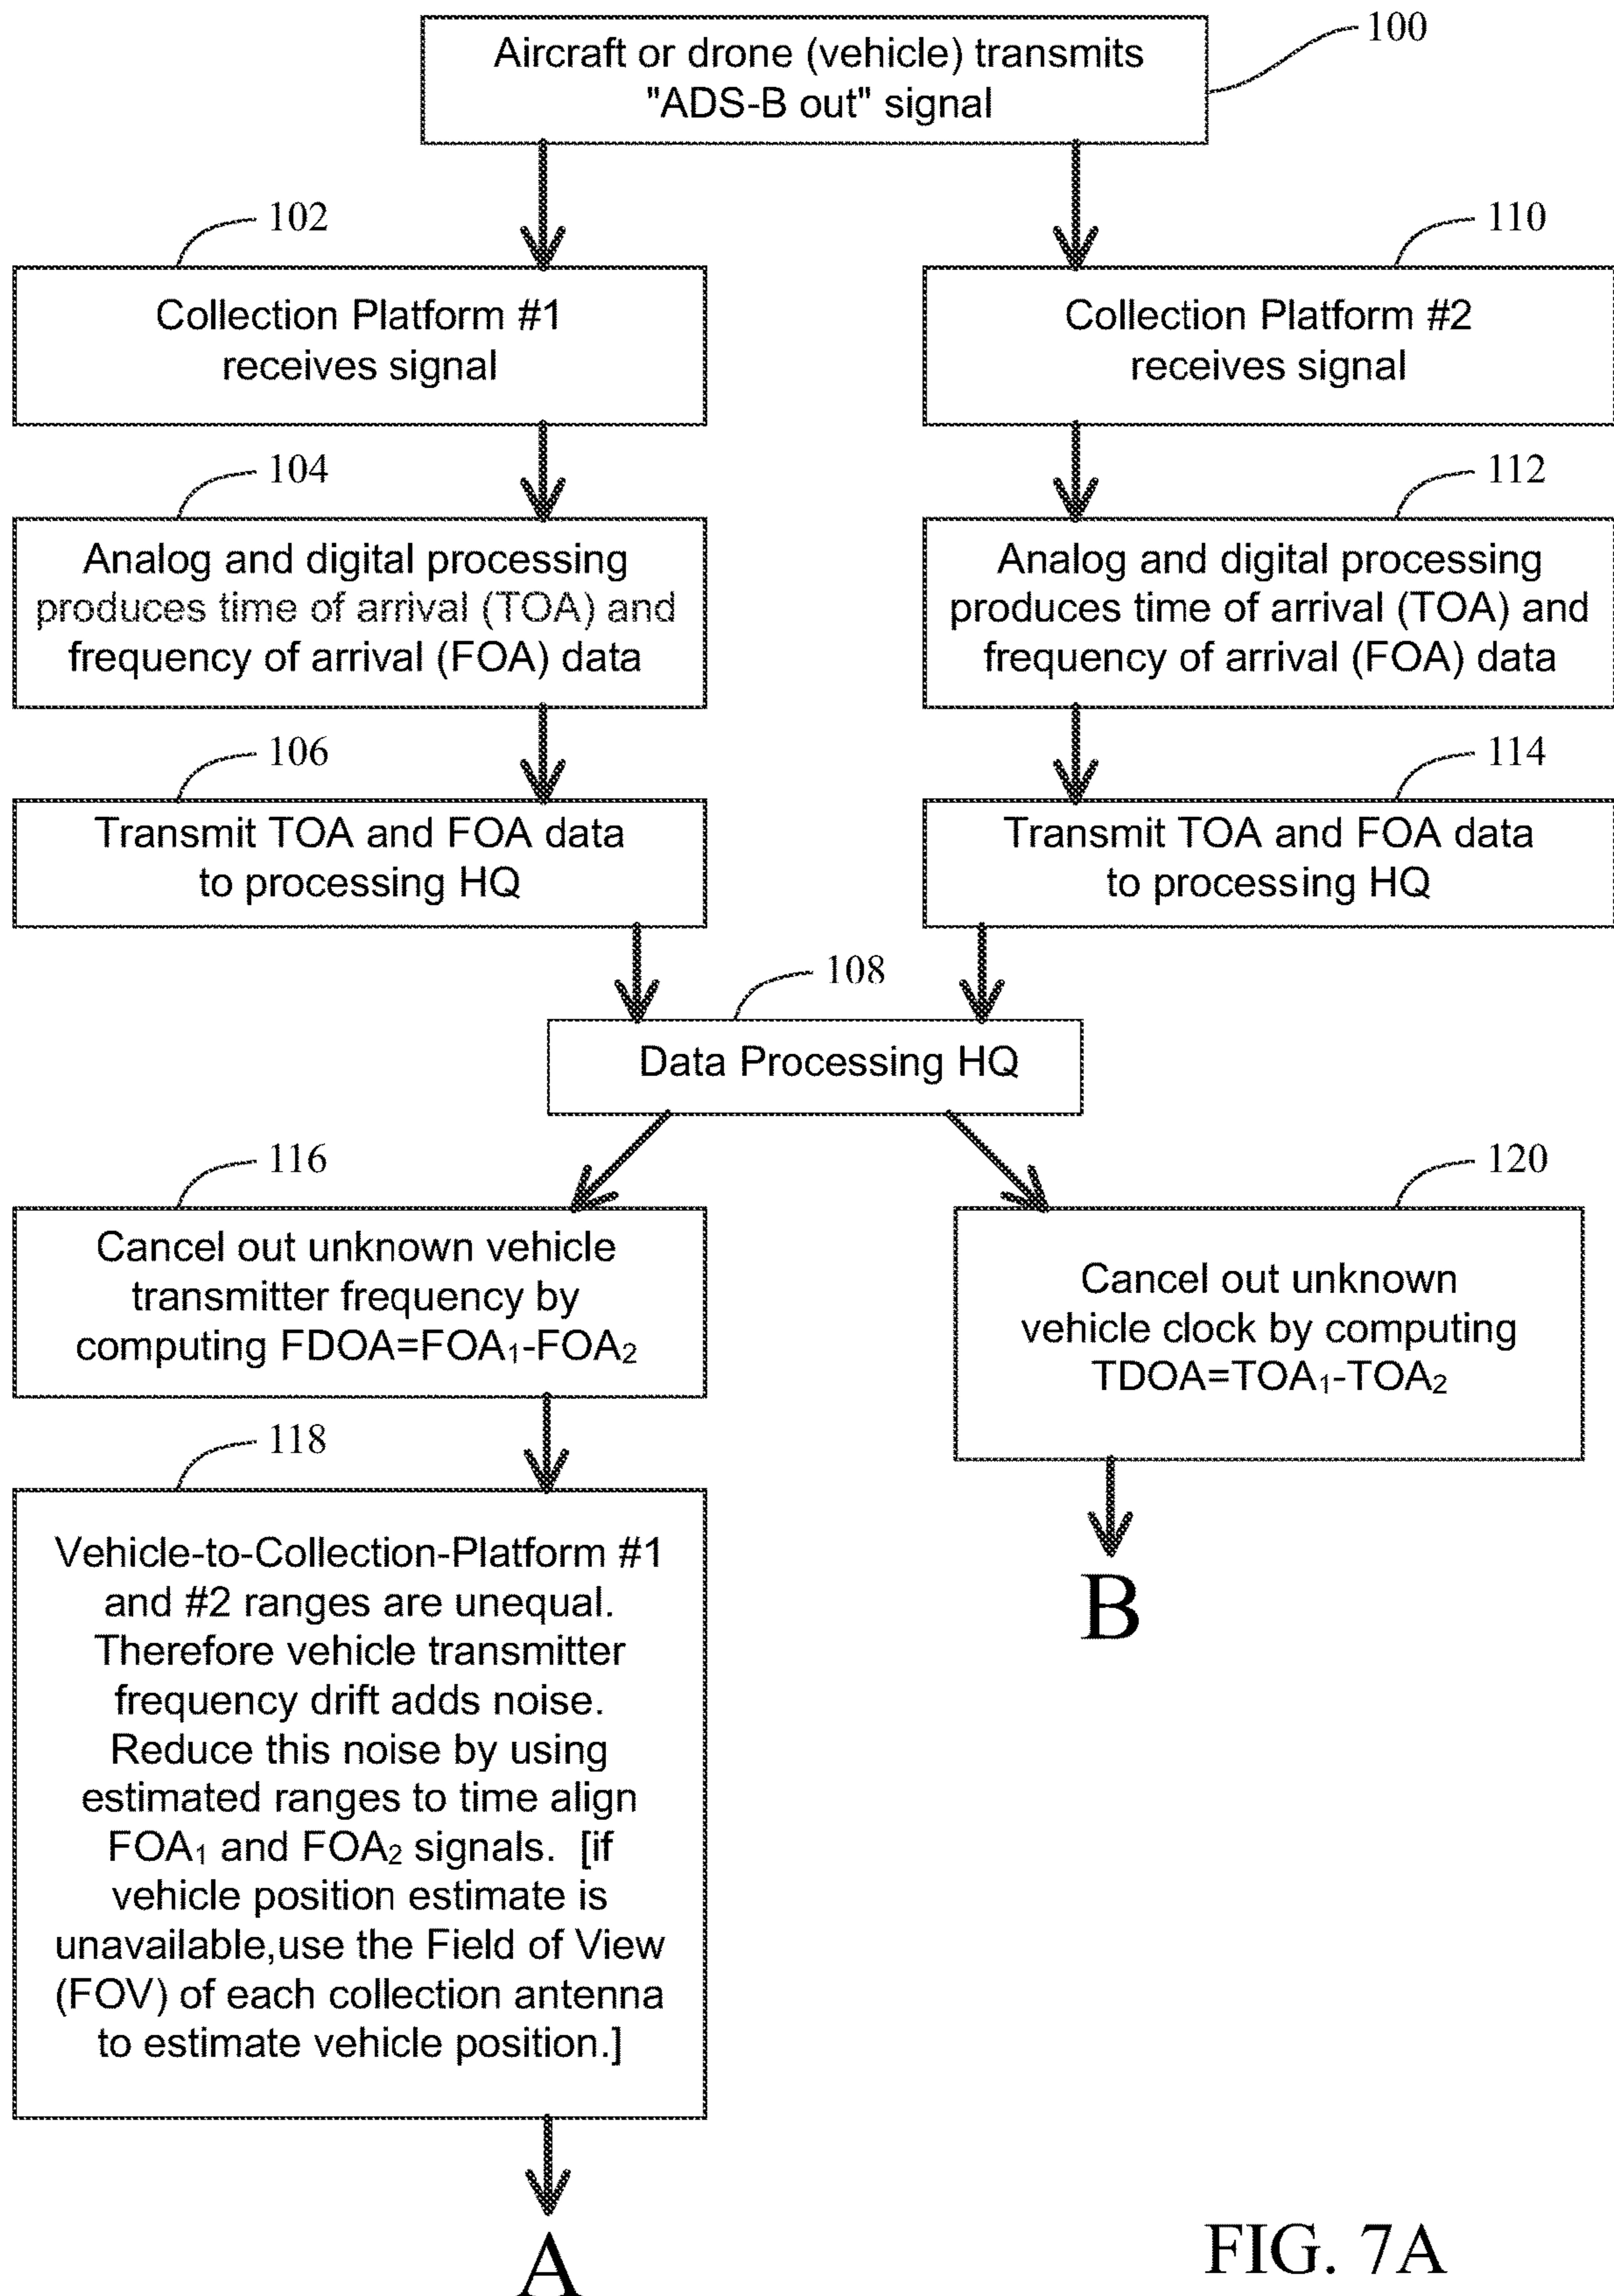 100
Aircraft or drone (vehicle) transmits
"ADS-B out" signal
102
Collection Platform #1
receives signal
110
Collection Platform #2
receives signal
104
Analog and digital processing
produces time of arrival (TOA) and
frequency of arrival (FOA) data
112
Analog and digital processing
produces time of arrival (TOA) and
frequency of arrival (FOA) data
106
Transmit TOA and FOA data
to processing HQ
114
Transmit TOA and FOA data
to processing HQ
108
Data Processing HQ
116
Cancel out unknown vehicle
transmitter frequency by
computing FDOA=FOA₁-FOA₂
120
Cancel out unknown
vehicle clock by computing
TDOA=TOA₁-TOA₂
B
118
Vehicle-to-Collection-Platform #1
and #2 ranges are unequal.
Therefore vehicle transmitter
frequency drift adds noise.
Reduce this noise by using
estimated ranges to time align
FOA₁ and FOA₂ signals. [if
vehicle position estimate is
unavailable,use the Field of View
(FOV) of each collection antenna
to estimate vehicle position.]
A
FIG. 7A